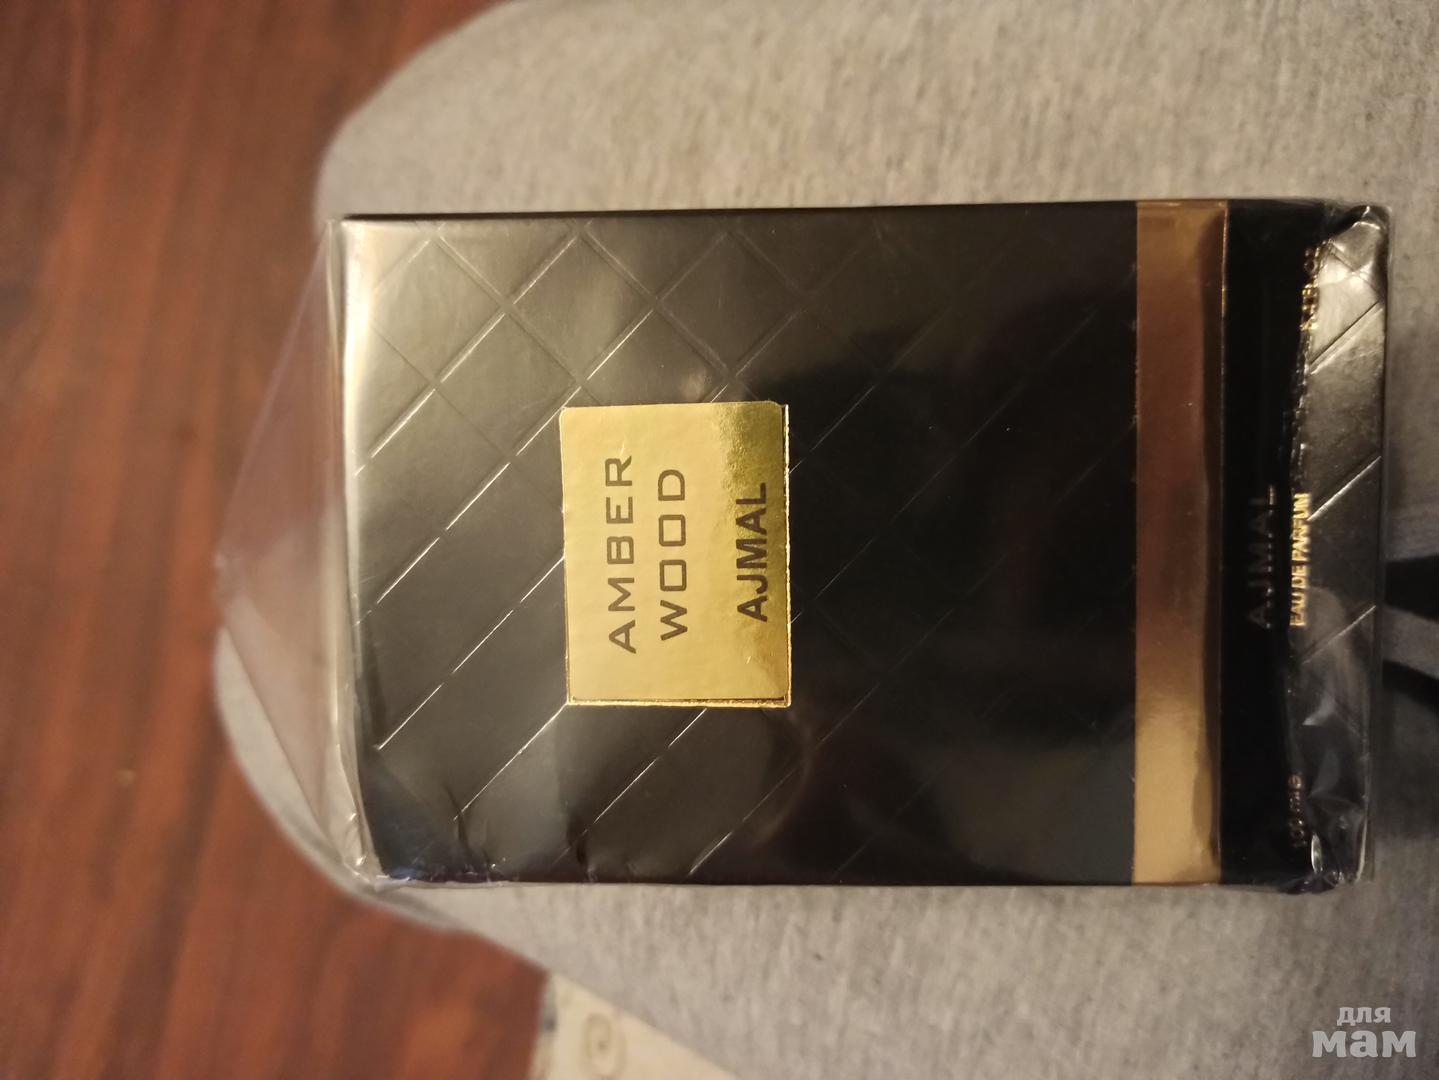 AMBER
WOOD
AJMAL
AJMAL
EAU DE PARFUM
для
мам